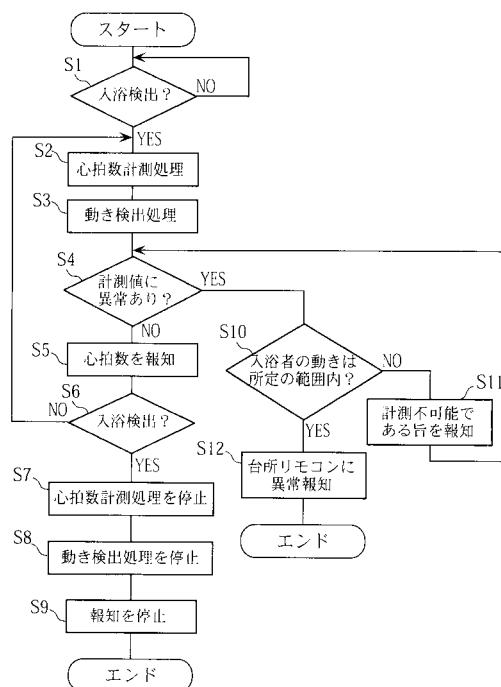 スタート
S1
入浴検出?
NO
YES
S2
心拍数計測処理
S3
動き検出処理
S4
計測値に
異常あり?
YES
NO
S5
心拍数を報知
S6
NO
入浴検出?
YES
S7
心拍数計測処理を停止
S8
動き検出処理を停止
S9
報知を停止
エンド
S10
入浴者の動きは
所定の範囲内?
NO
YES
S11
計測不可能で
ある旨を報知
S12
台所リモコンに
異常報知
エンド